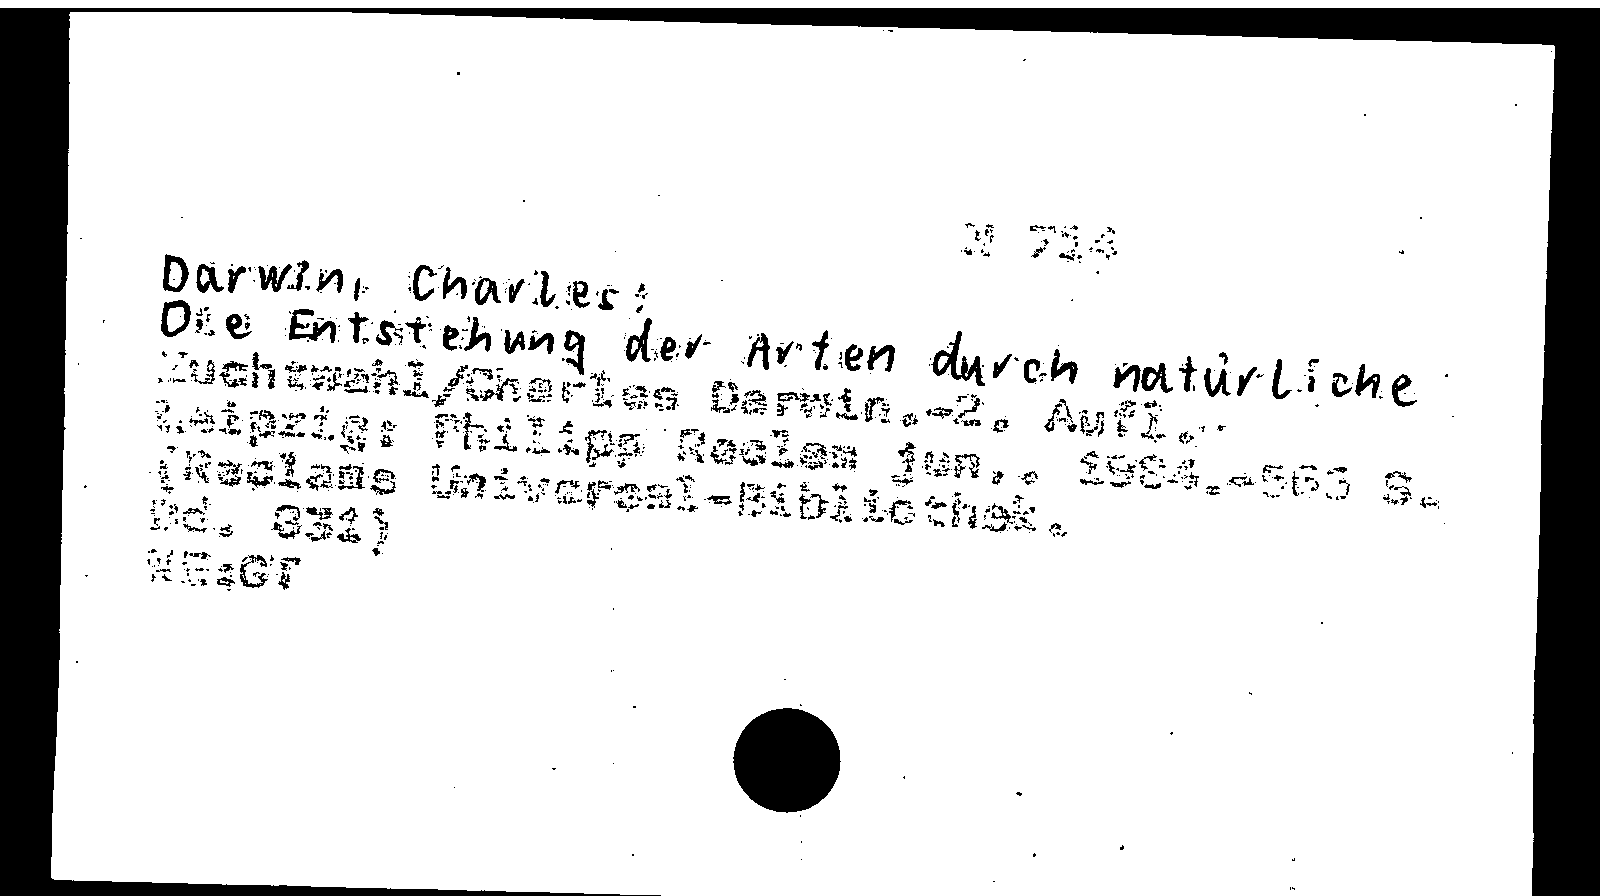 N 714
Darwin, Charles:
Die Entstehung der Arten durch natürliche
Zuchtwahl/Charles Darwin.-2. Aufl.-
Leipzig: Philipp Reclam jun., 1984.-563 S.
(Reclams Universal-Bibliothek.
Bd. 831)
NE:GT